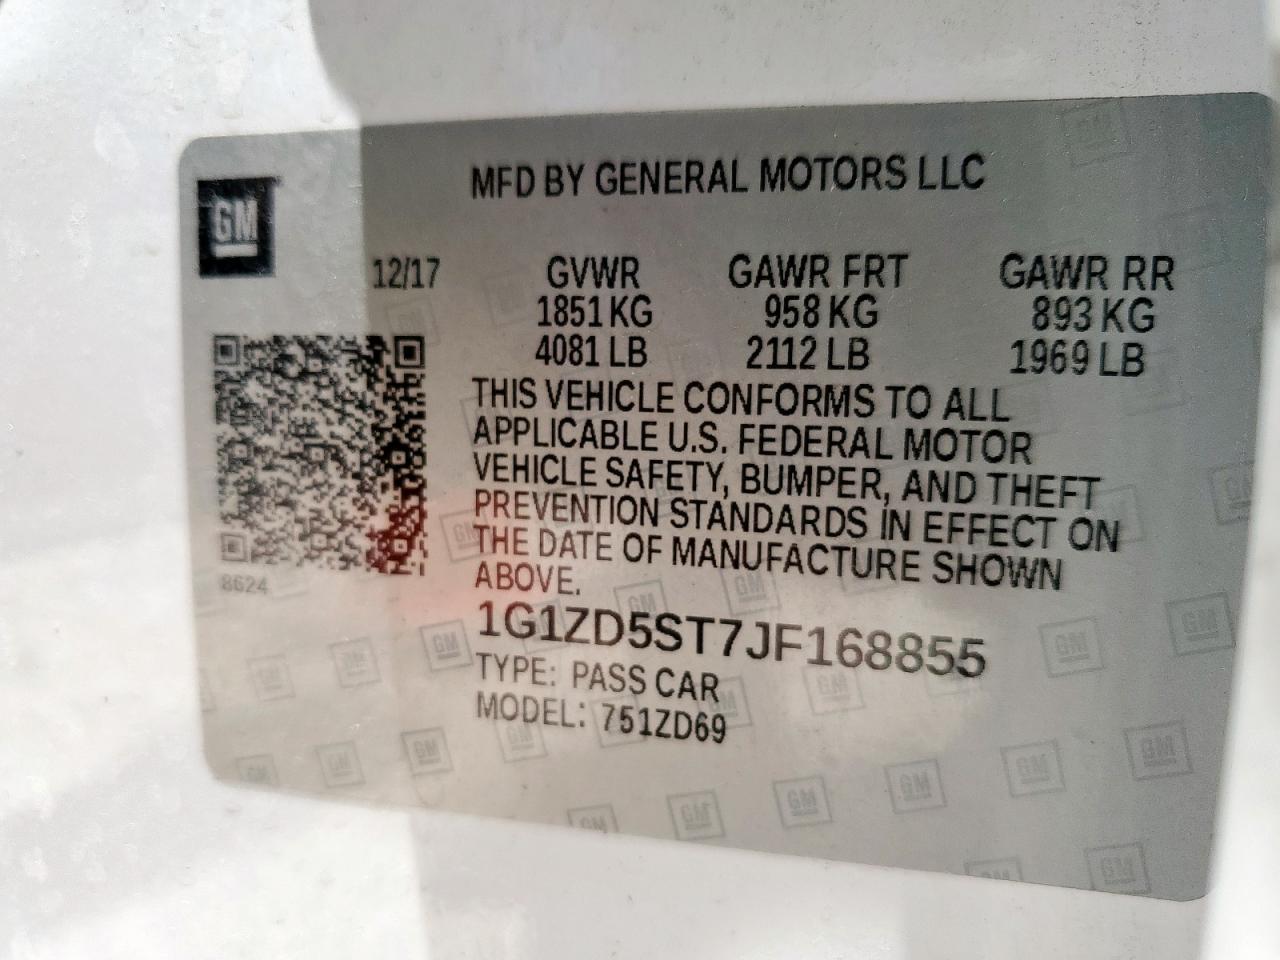 GM
MFD BY GENERAL MOTORS LLC
12/17 GVWR GAWR FRT GAWR RR
1851 KG 958 KG 893 KG
4081 LB 2112 LB 1969 LB
THIS VEHICLE CONFORMS TO ALL
APPLICABLE U.S. FEDERAL MOTOR
VEHICLE SAFETY, BUMPER, AND THEFT
PREVENTION STANDARDS IN EFFECT ON
THE DATE OF MANUFACTURE SHOWN
ABOVE.
8624
1G1ZD5ST7JF168855
TYPE: PASS CAR
MODEL: 751ZD69